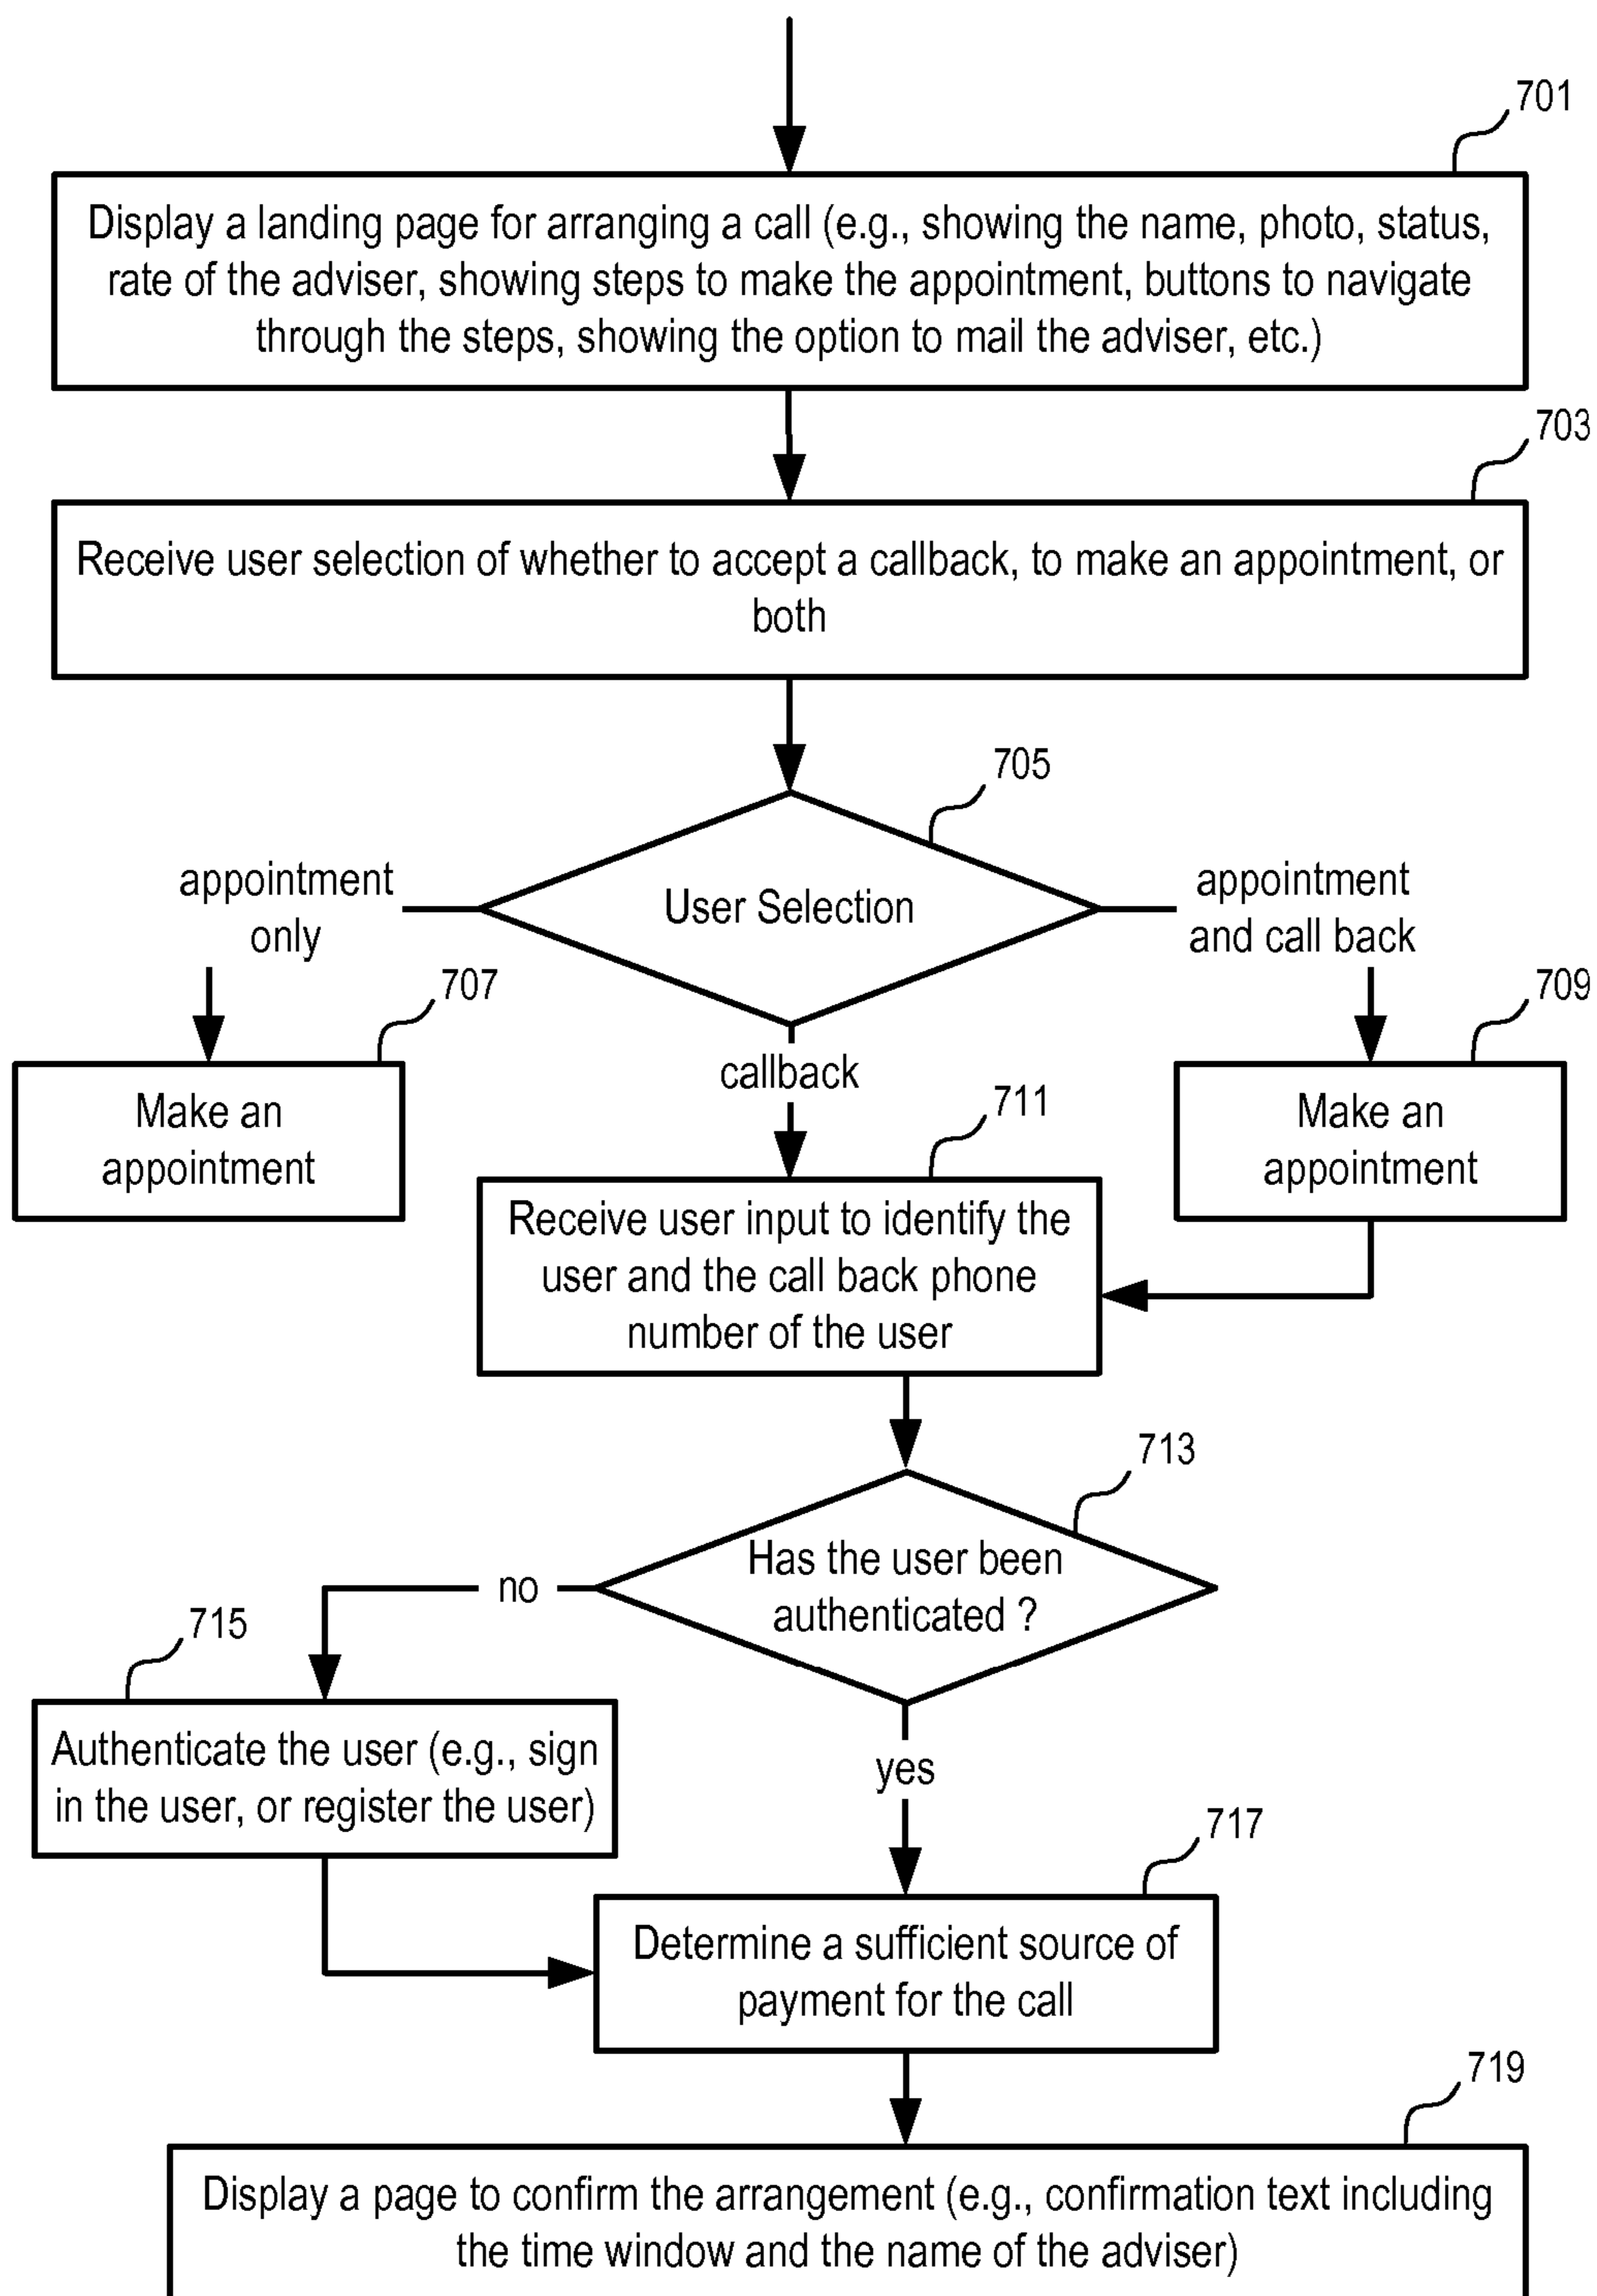 701
Display a landing page for arranging a call (e.g., showing the name, photo, status,
rate of the adviser, showing steps to make the appointment, buttons to navigate
through the steps, showing the option to mail the adviser, etc.)
703
Receive user selection of whether to accept a callback, to make an appointment, or
both
705
User Selection
appointment
only
appointment
and call back
707
Make an
appointment
callback
709
Make an
appointment
711
Receive user input to identify the
user and the call back phone
number of the user
713
Has the user been
authenticated ?
no
715
Authenticate the user (e.g., sign
in the user, or register the user)
yes
717
Determine a sufficient source of
payment for the call
719
Display a page to confirm the arrangement (e.g., confirmation text including
the time window and the name of the adviser)